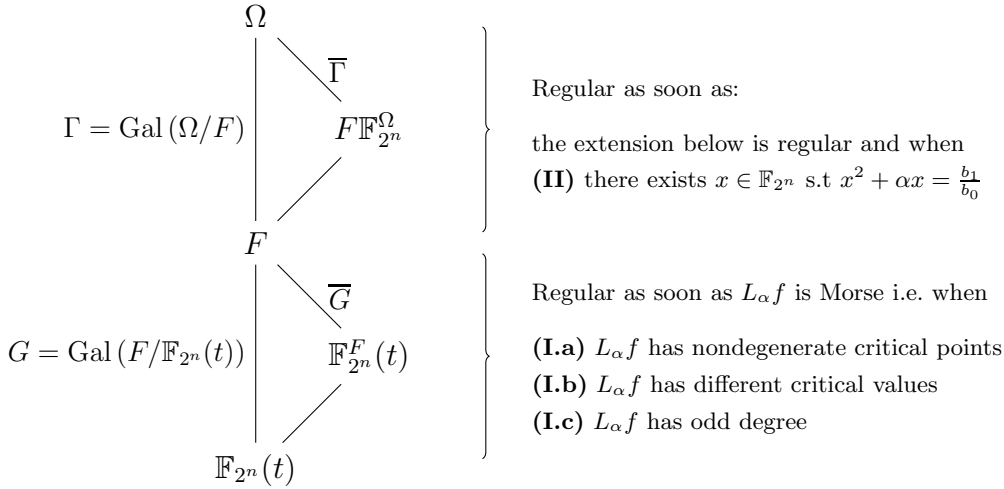 Ω
Γ̅
Regular as soon as:
Γ = Gal (Ω/F)
F𝔽^Ω_{2^n}
the extension below is regular and when
(II) there exists x ∈ 𝔽_{2^n} s.t x² + αx = b₁/b₀
F
G̅
Regular as soon as L_α f is Morse i.e. when
G = Gal (F/𝔽_{2^n}(t))
𝔽^F_{2^n}(t)
(I.a) L_α f has nondegenerate critical points
(I.b) L_α f has different critical values
(I.c) L_α f has odd degree
𝔽_{2^n}(t)